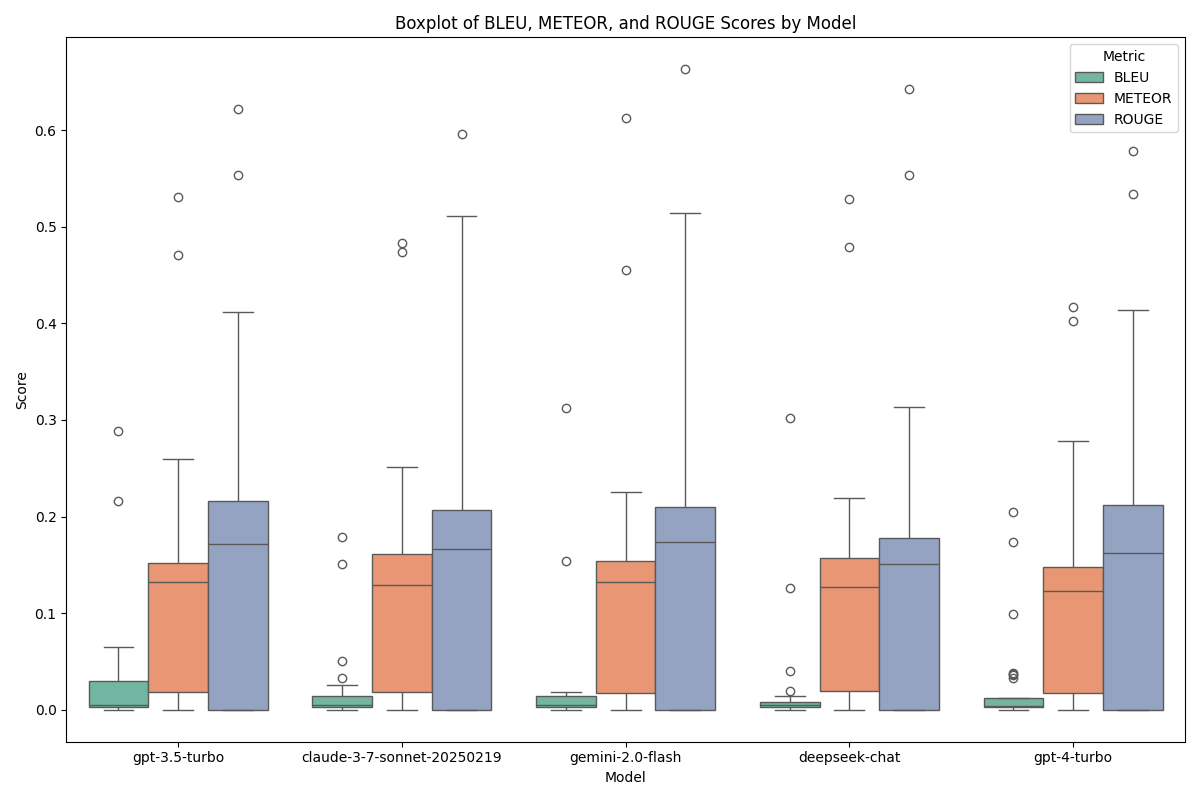 Boxplot of BLEU, METEOR, and ROUGE Scores by Model
Metric
BLEU
METEOR
ROUGE
Score
0.6
0.5
0.4
0.3
0.2
0.1
0.0
gpt-3.5-turbo
claude-3-7-sonnet-20250219
gemini-2.0-flash
deepseek-chat
gpt-4-turbo
Model